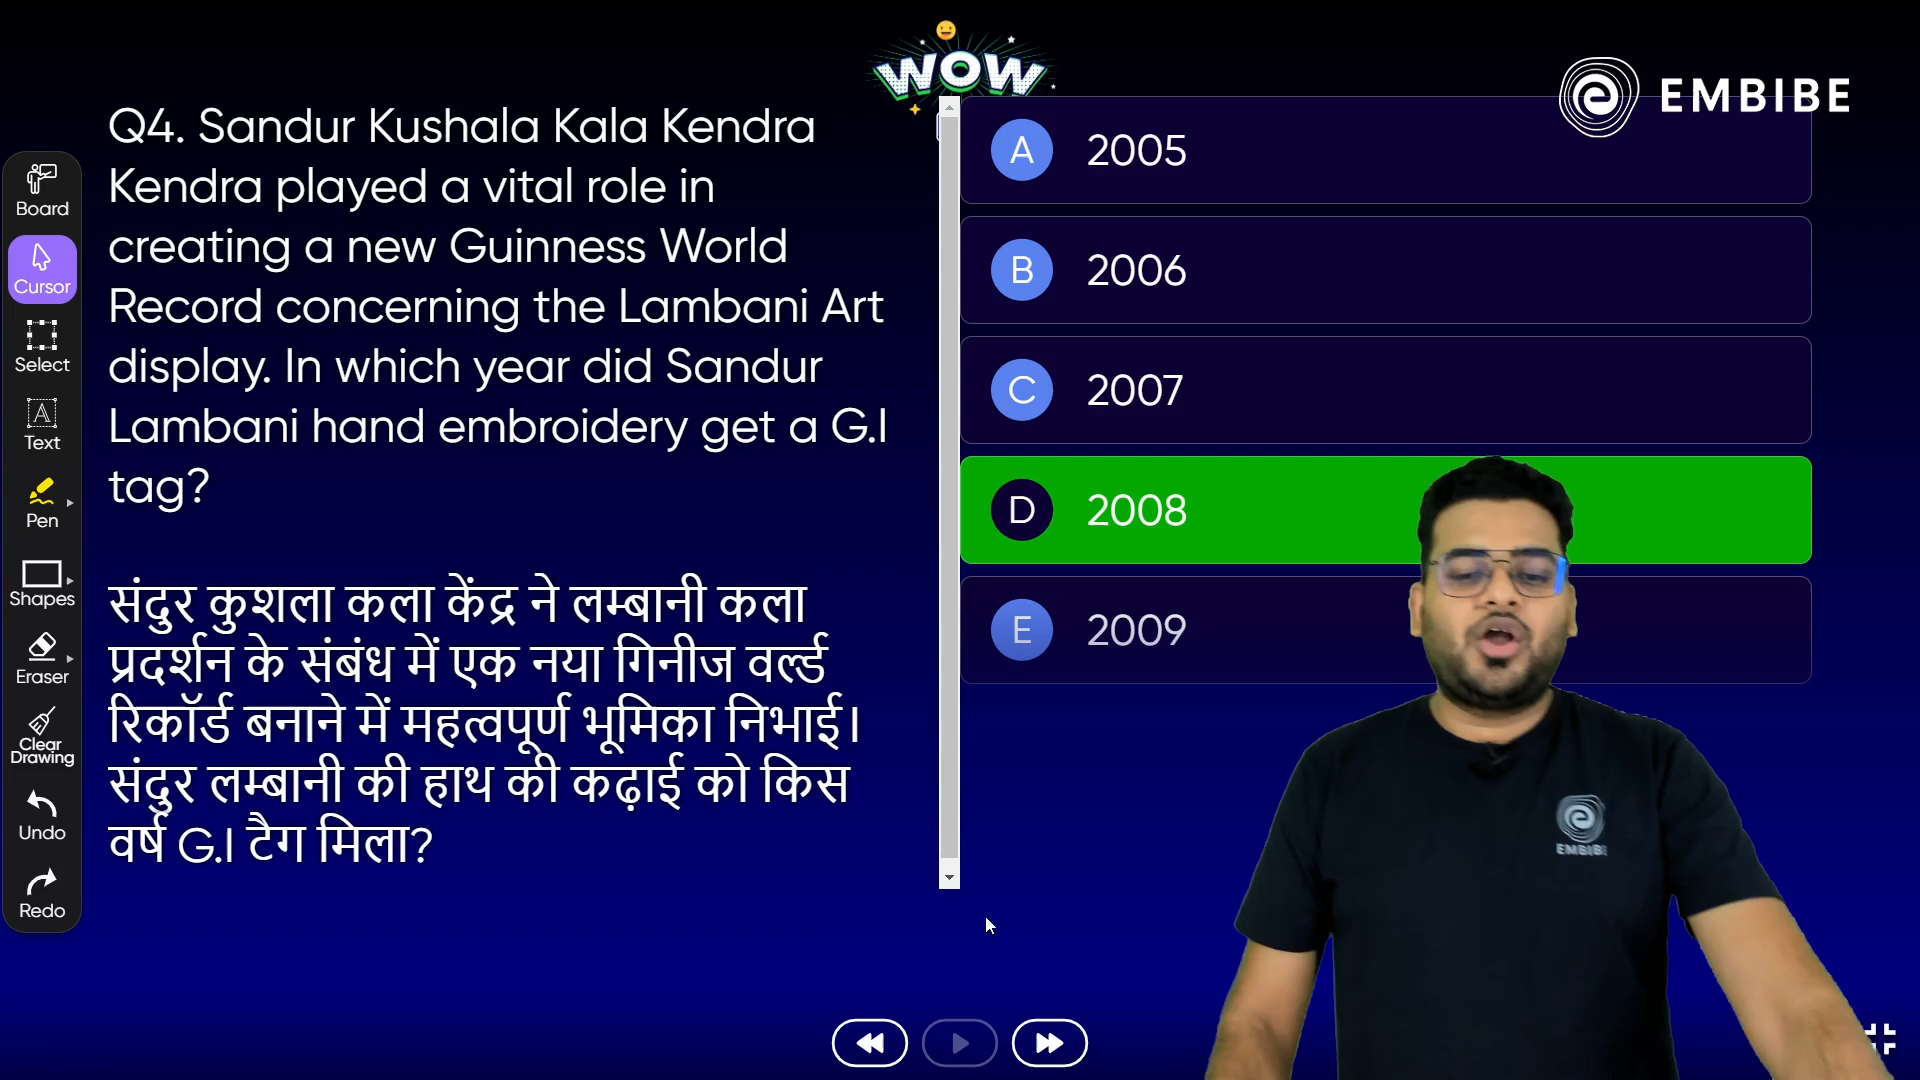 WOW
EMBIBE
Q4. Sandur Kushala Kala Kendra
Kendra played a vital role in
creating a new Guinness World
Record concerning the Lambani Art
display. In which year did Sandur
Lambani hand embroidery get a G.I
tag?
संदुर कुशला कला केंद्र ने लम्बानी कला
प्रदर्शन के संबंध में एक नया गिनीज वर्ल्ड
रिकॉर्ड बनाने में महत्वपूर्ण भूमिका निभाई।
संदुर लम्बानी की हाथ की कढ़ाई को किस
वर्ष G.I टैग मिला?
A 2005
B 2006
C 2007
D 2008
E 2009
Board
Cursor
Select
A
Text
Pen
Shapes
Eraser
Clear
Drawing
Undo
Redo
EMBIBE